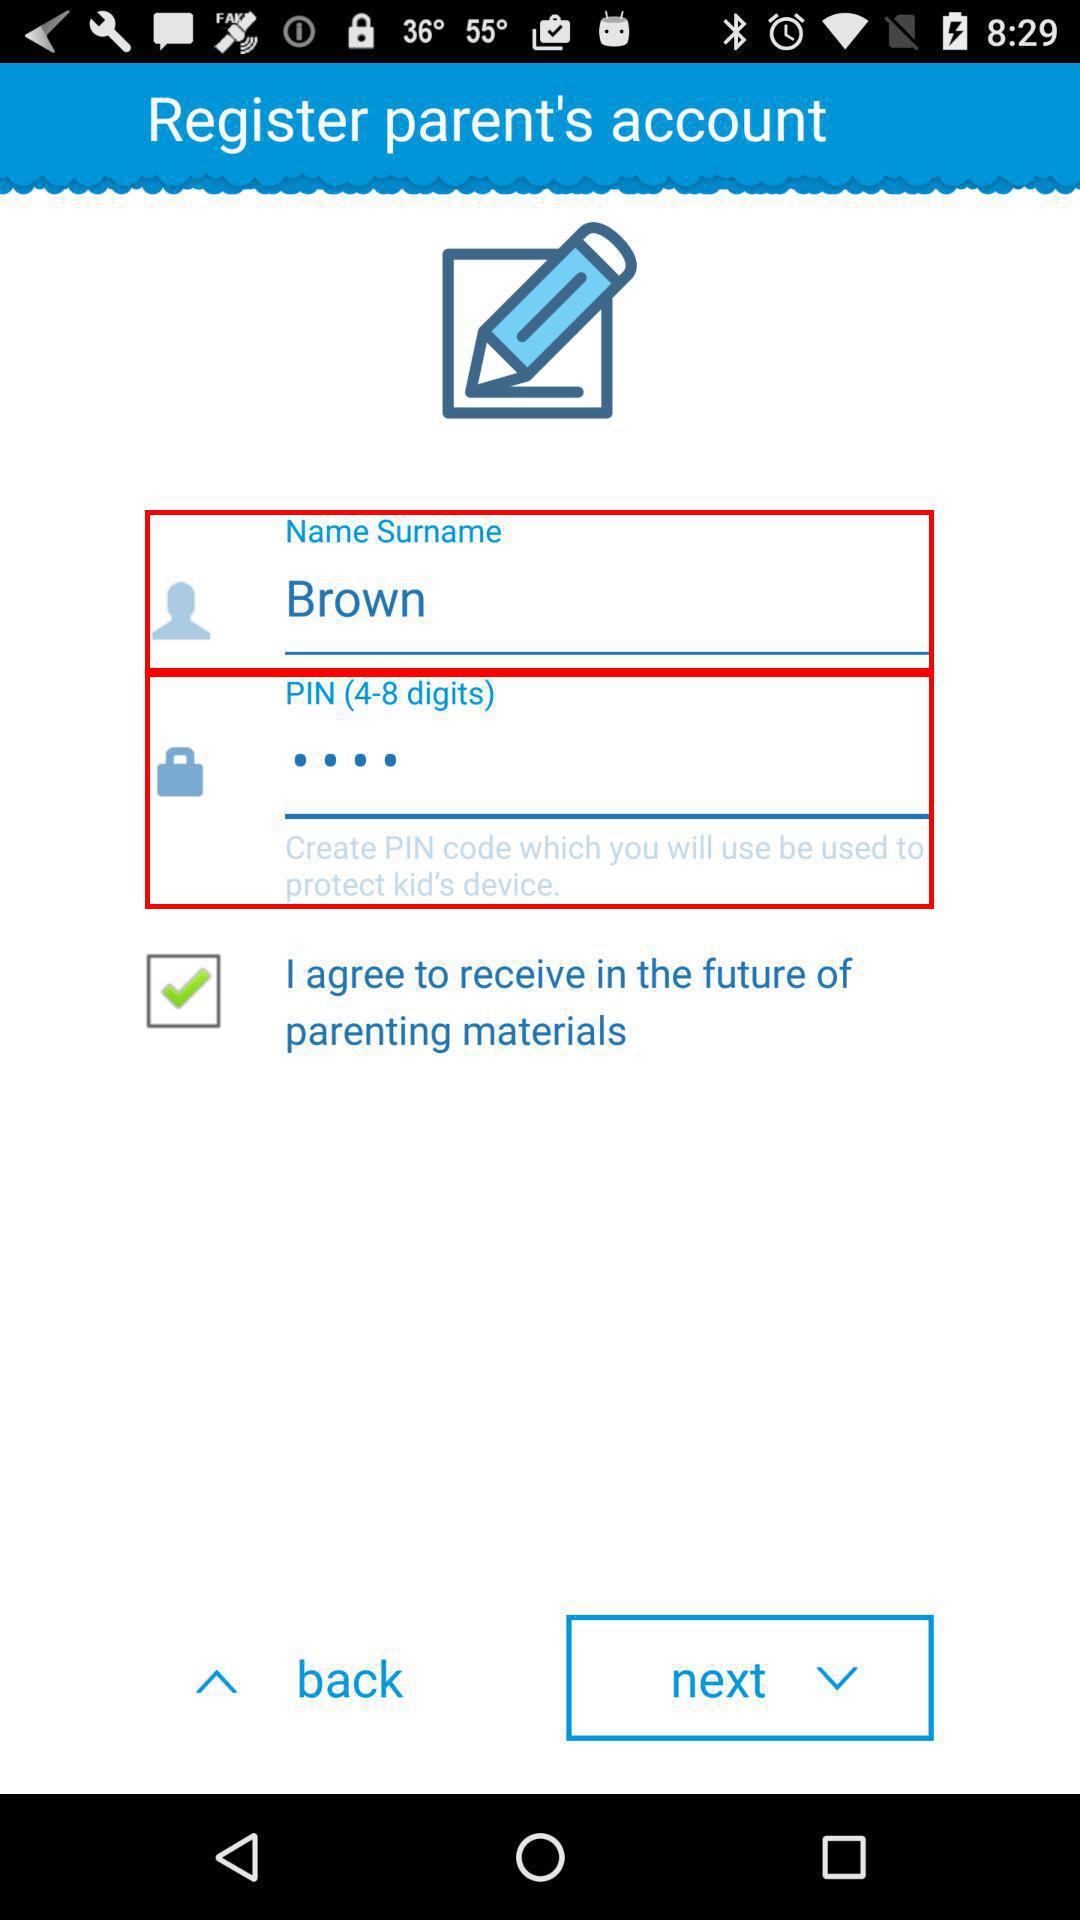 FAKE
36° 55° 8:29
Register parent's account
Name Surname
Brown
PIN (4-8 digits)
••••
Create PIN code which you will use be used to
protect kid’s device.
I agree to receive in the future of
parenting materials
back next